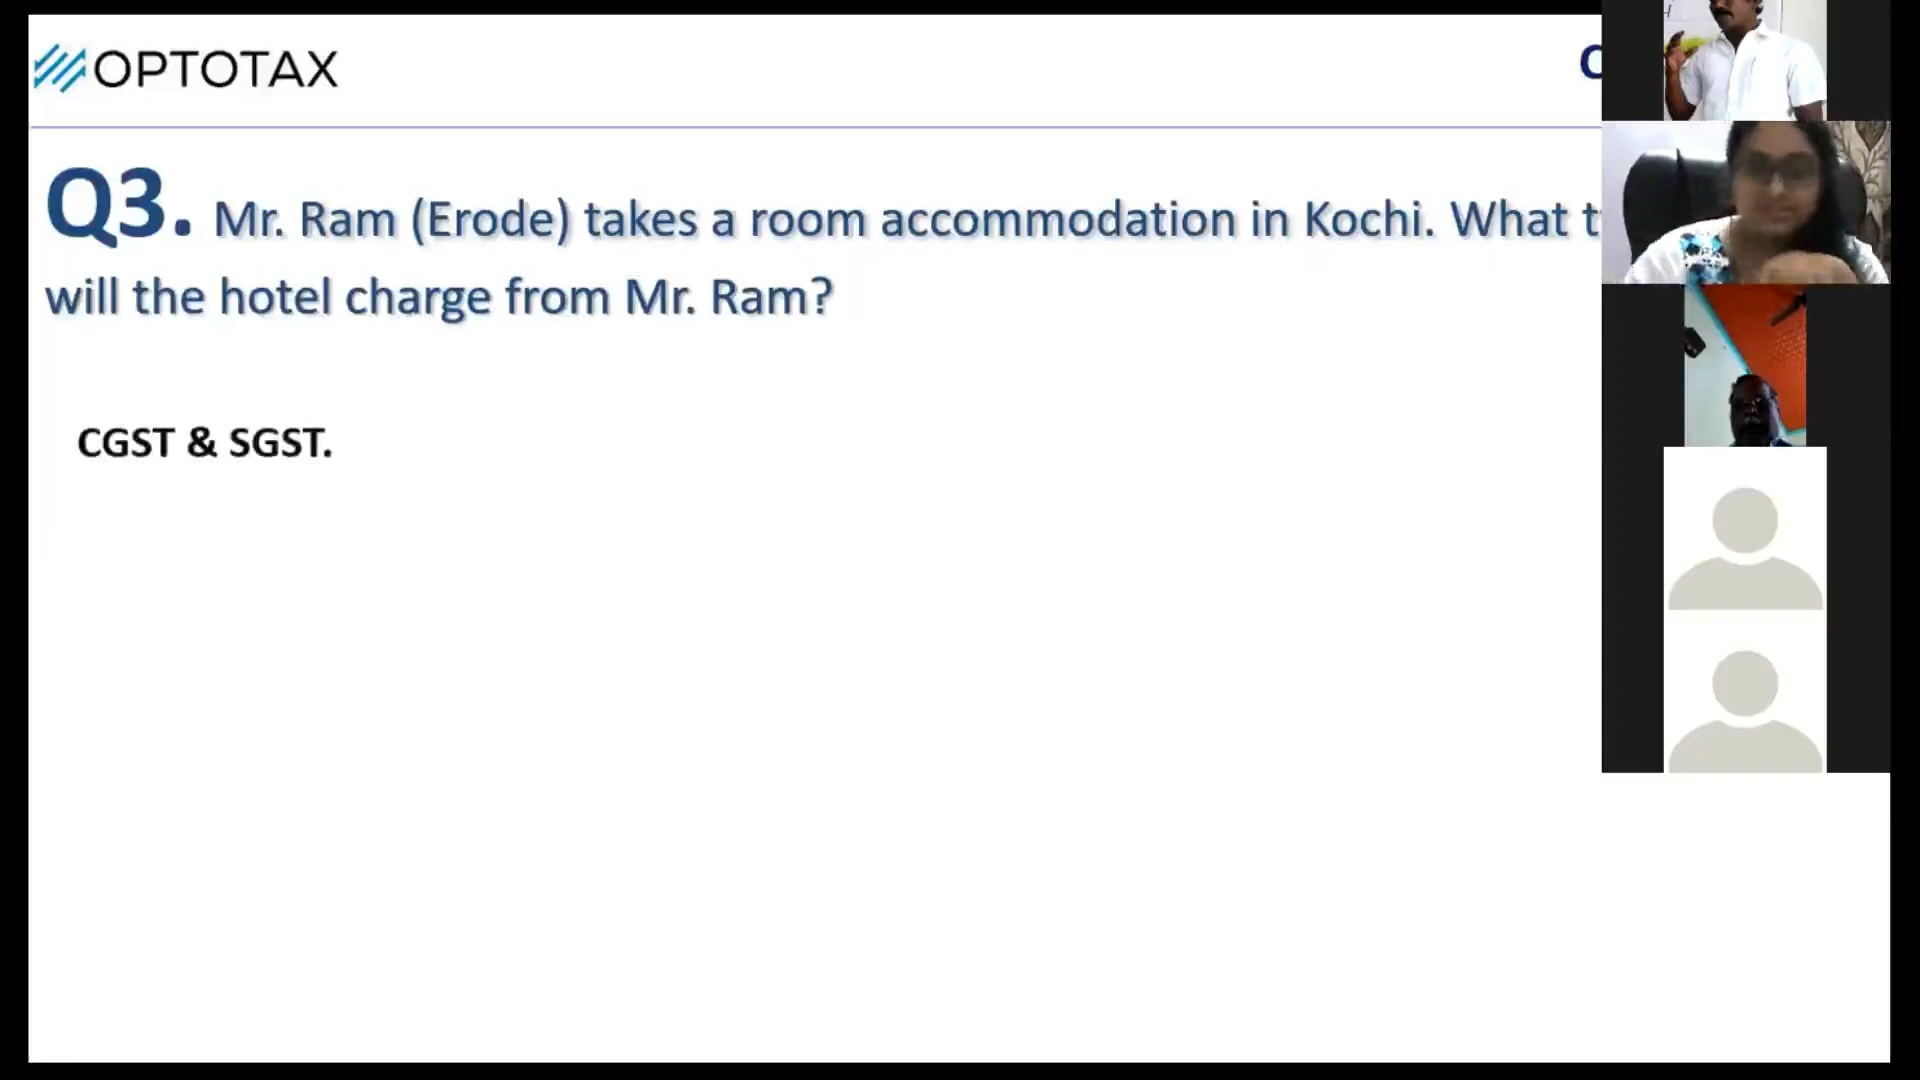 OPTOTAX
Q3. Mr. Ram (Erode) takes a room accommodation in Kochi. What
will the hotel charge from Mr. Ram?
CGST & SGST.